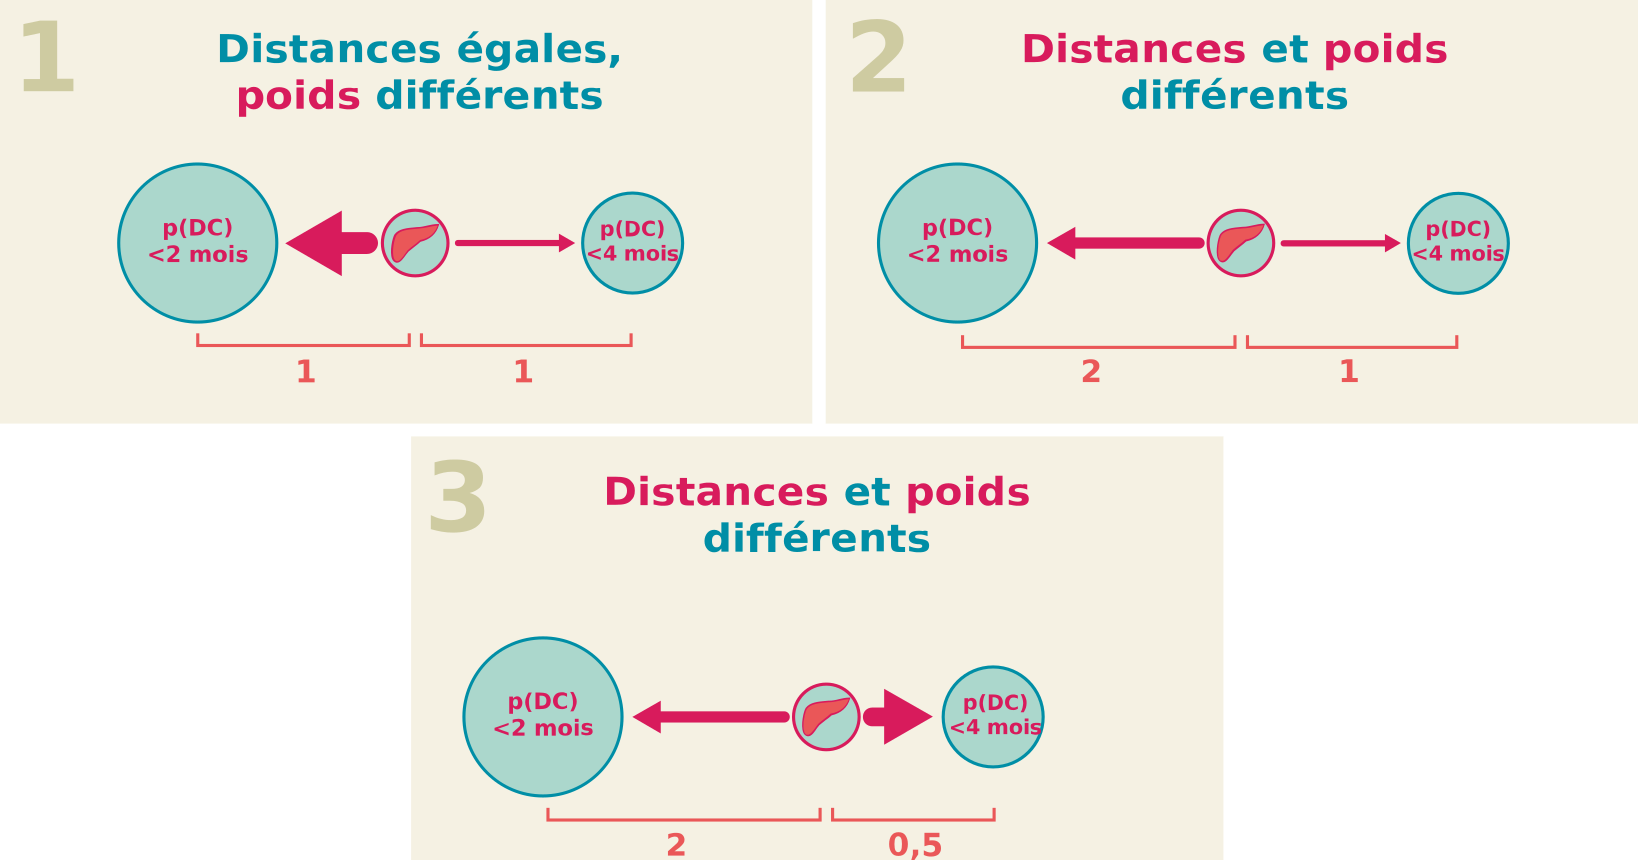 1
Distances égales,
poids différents
p(DC)
<2 mois
p(DC)
<4 mois
1
1
2
Distances et poids
différents
p(DC)
<2 mois
p(DC)
<4 mois
2
1
3
Distances et poids
différents
p(DC)
<2 mois
p(DC)
<4 mois
2
0,5